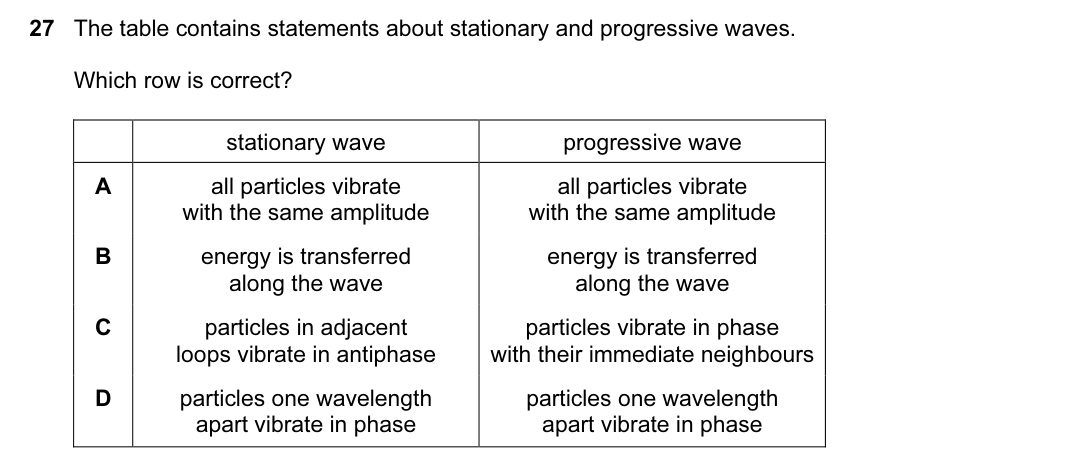 27 The table contains statements about stationary and progressive waves.
Which row is correct?
stationary wave progressive wave
A all particles vibrate with the same amplitude all particles vibrate with the same amplitude
B energy is transferred along the wave energy is transferred along the wave
C particles in adjacent loops vibrate in antiphase particles vibrate in phase with their immediate neighbours
D particles one wavelength apart vibrate in phase particles one wavelength apart vibrate in phase